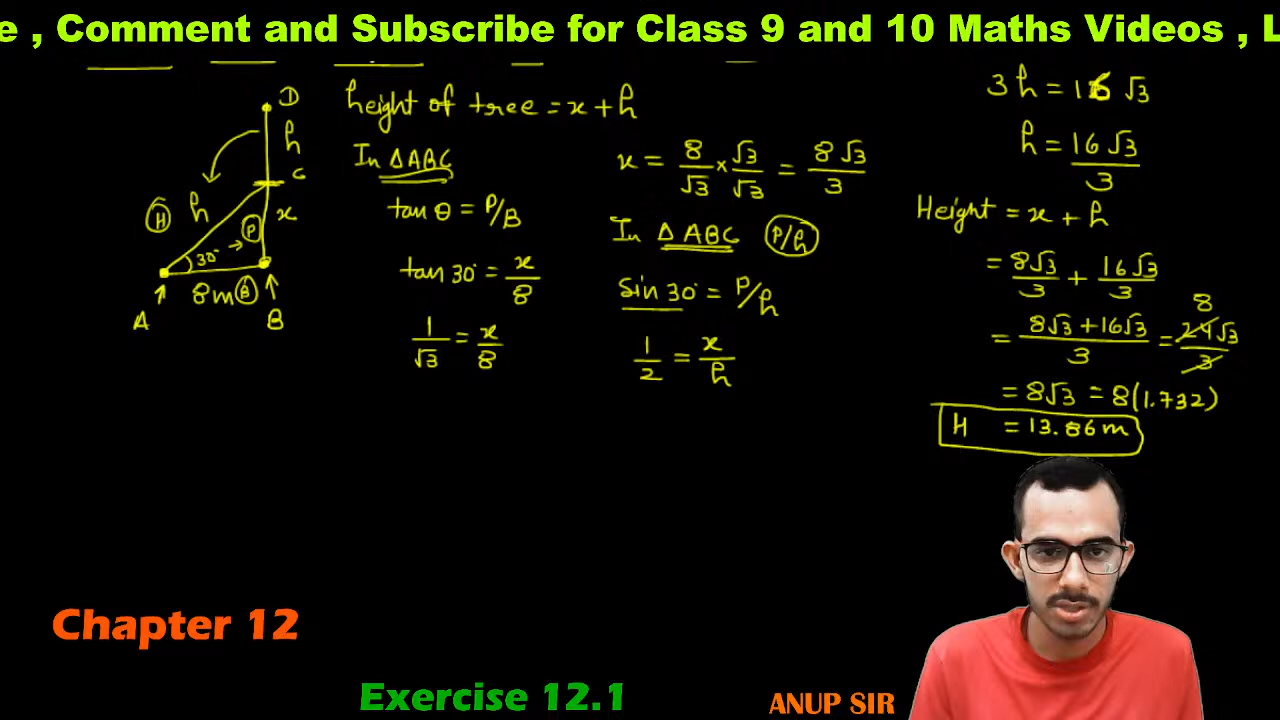 e , Comment and Subscribe for Class 9 and 10 Maths Videos , L
D
h
C
h
H
x
P
30°
8m B
A
B
height of tree = x + h
In ΔABC
tan θ = P/B
tan 30° = x/8
1/√3 = x/8
x = 8/√3 × √3/√3 = 8√3/3
In Δ ABC P/h
sin 30° = P/h
1/2 = x/h
3h = 16 √3
h = 16√3/3
Height = x + h
= 8√3/3 + 16√3/3
= 8√3 + 16√3/3 = 24√3/3 8
= 8√3 = 8(1.732)
H = 13.86m
Chapter 12
Exercise 12.1
ANUP SIR